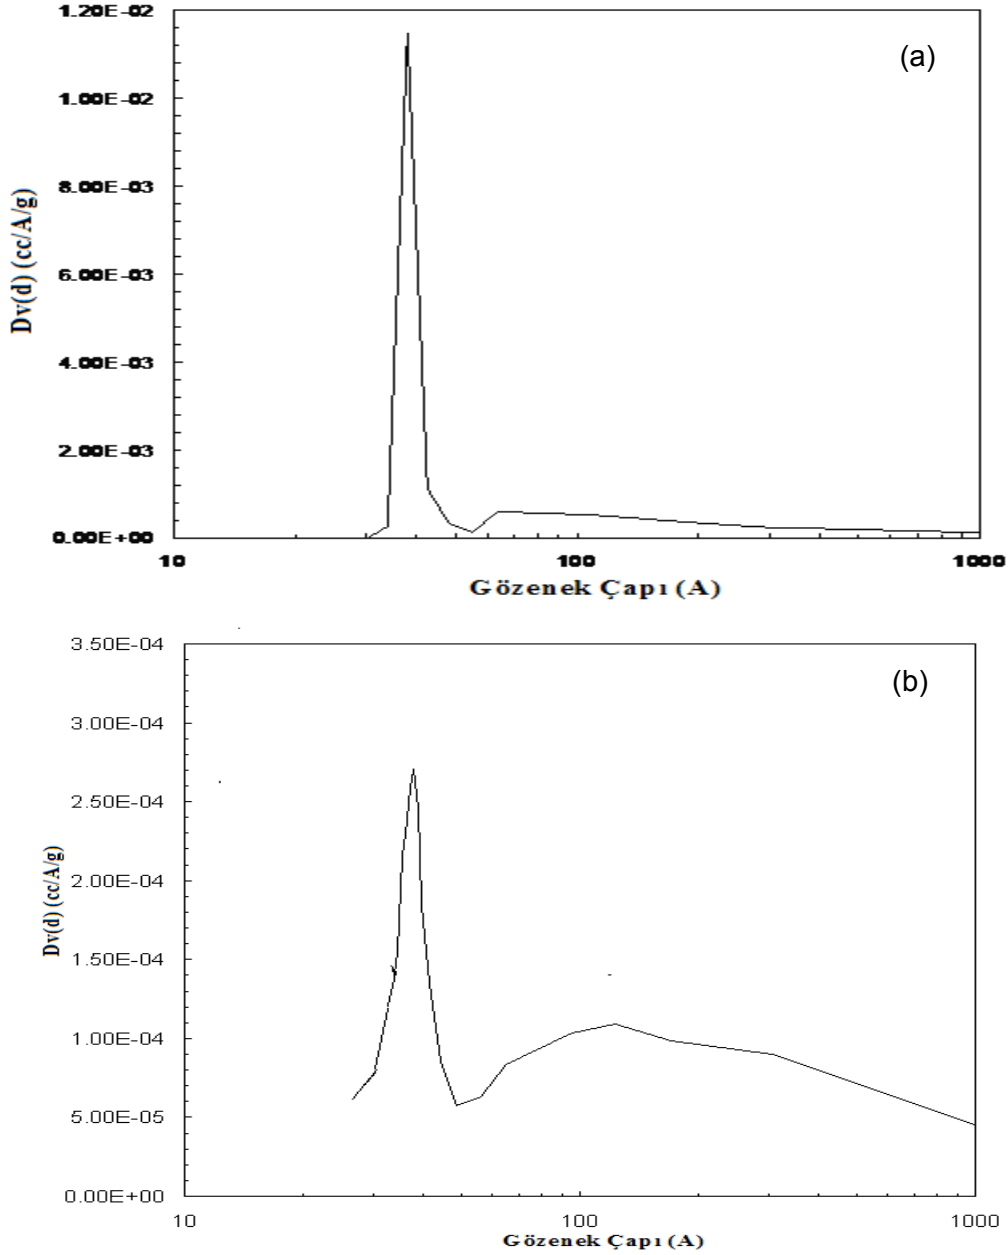 1.20E-02
(a)
1.00E-02
8.00E-03
6.00E-03
4.00E-03
2.00E-03
0.00E+00
Dv(d) (cc/A/g)
10
100
1000
Gözenek Çapı (A)
3.50E-04
(b)
3.00E-04
2.50E-04
2.00E-04
1.50E-04
1.00E-04
5.00E-05
0.00E+00
Dv(d) (cc/A/g)
10
100
1000
Gözenek Çapı (A)